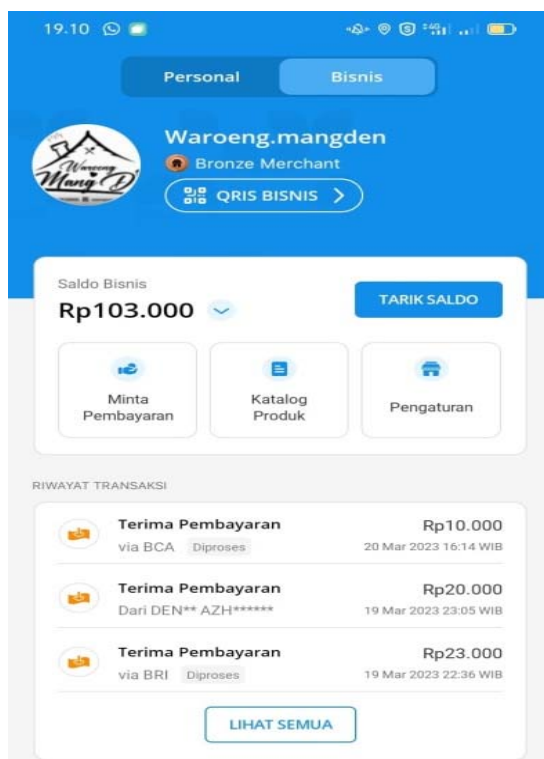 19.10
Personal
Bisnis
Waroeng.mangden
Bronze Merchant
QRIS BISNIS
Waroeng
Mang D'
Saldo Bisnis
Rp103.000
TARIK SALDO
Minta
Pembayaran
Katalog
Produk
Pengaturan
RIWAYAT TRANSAKSI
Terima Pembayaran Rp10.000
via BCA Diproses 20 Mar 2023 16:14 WIB
Terima Pembayaran Rp20.000
Dari DEN** AZH****** 19 Mar 2023 23:05 WIB
Terima Pembayaran Rp23.000
via BRI Diproses 19 Mar 2023 22:36 WIB
LIHAT SEMUA